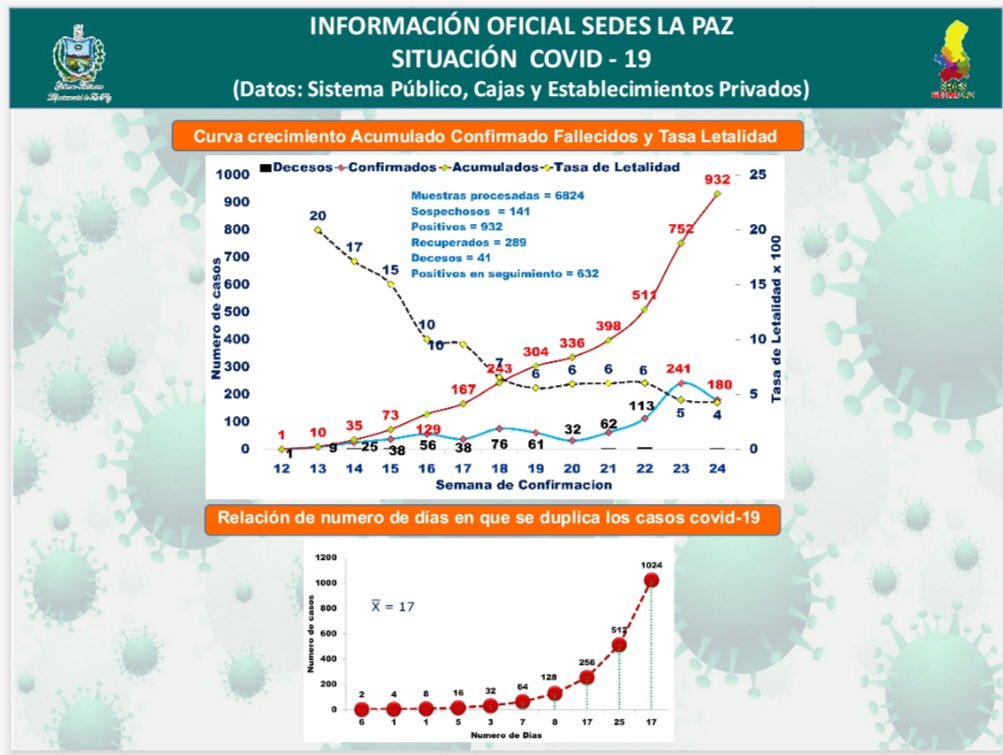 INFORMACIÓN OFICIAL SEDES LA PAZ
SITUACIÓN COVID - 19
(Datos: Sistema Público, Cajas y Establecimientos Privados)
SEDES
Curva crecimiento Acumulado Confirmado Fallecidos y Tasa Letalidad
Decesos Confirmados Acumulados Tasa de Letalidad
Muestras procesadas = 6824
Sospechosos = 141
Positivos = 932
Recuperados = 289
Decesos = 41
Positivos en seguimiento = 632
Numero de casos
1000
900
800
700
600
500
400
300
200
100
0
25
20
15
10
5
0
Tasa de Letalidad x 100
20 17 15 10 10 7 6 6 6 6 5 4
1 10 35 73 129 167 243 304 336 398 511 752 932
1 9 25 38 56 38 76 61 32 62 113 241 180
12 13 14 15 16 17 18 19 20 21 22 23 24
Semana de Confirmacion
Relación de numero de días en que se duplica los casos covid-19
Numero de casos
1200
1000
800
600
400
200
0
X = 17
2 4 8 16 32 64 128 256 512 1024
6 1 1 5 3 7 8 17 25 17
Numero de Dias